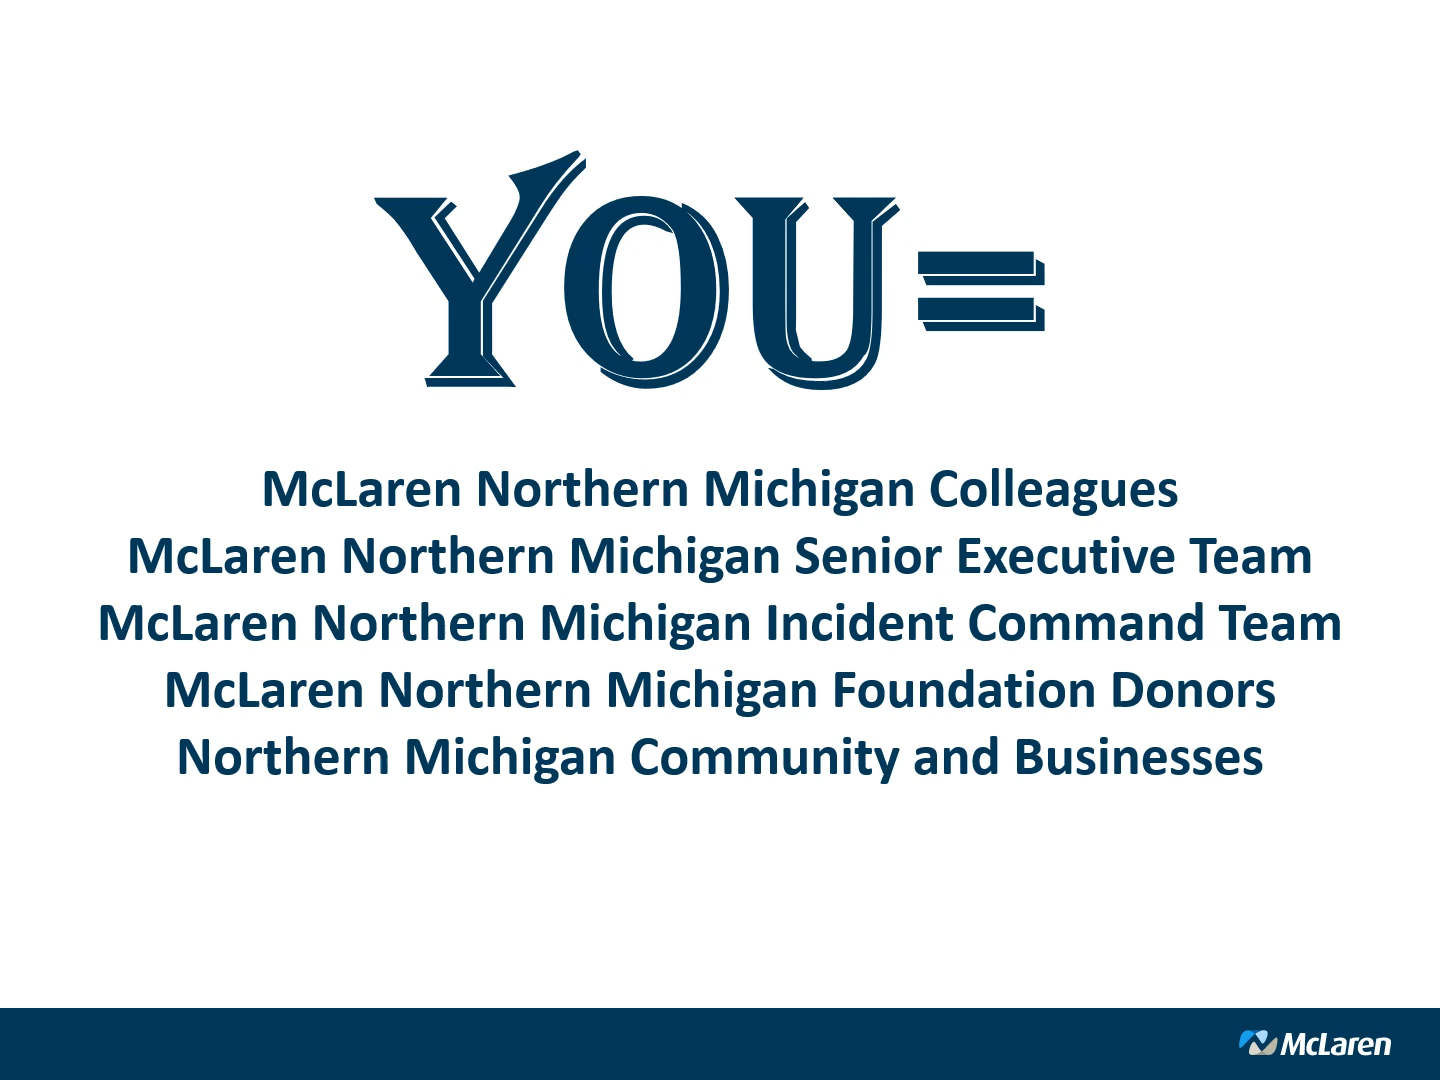 YOU=
McLaren Northern Michigan Colleagues
McLaren Northern Michigan Senior Executive Team
McLaren Northern Michigan Incident Command Team
McLaren Northern Michigan Foundation Donors
Northern Michigan Community and Businesses
McLaren